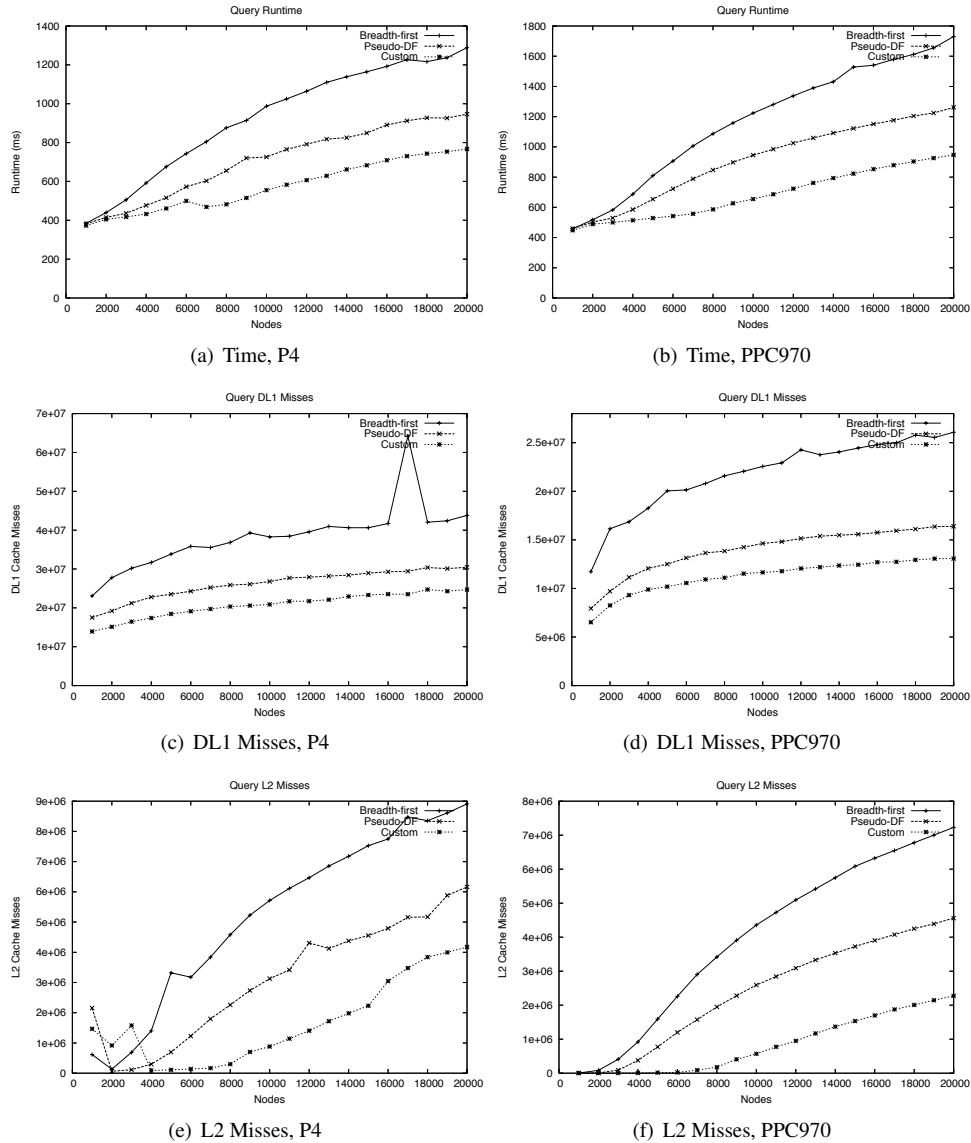 Query Runtime
Runtime (ms)
1400
1200
1000
800
600
400
200
0
Breadth-first
Pseudo-DF
Custom
0 2000 4000 6000 8000 10000 12000 14000 16000 18000 20000
Nodes
(a) Time, P4
Query Runtime
Runtime (ms)
1800
1600
1400
1200
1000
800
600
400
200
0
Breadth-first
Pseudo-DF
Custom
0 2000 4000 6000 8000 10000 12000 14000 16000 18000 20000
Nodes
(b) Time, PPC970
Query DL1 Misses
DL1 Cache Misses
7e+07
6e+07
5e+07
4e+07
3e+07
2e+07
1e+07
0
Breadth-first
Pseudo-DF
Custom
0 2000 4000 6000 8000 10000 12000 14000 16000 18000 20000
Nodes
(c) DL1 Misses, P4
Query DL1 Misses
DL1 Cache Misses
2.5e+07
2e+07
1.5e+07
1e+07
5e+06
0
Breadth-first
Pseudo-DF
Custom
0 2000 4000 6000 8000 10000 12000 14000 16000 18000 20000
Nodes
(d) DL1 Misses, PPC970
Query L2 Misses
L2 Cache Misses
9e+06
8e+06
7e+06
6e+06
5e+06
4e+06
3e+06
2e+06
1e+06
0
Breadth-first
Pseudo-DF
Custom
0 2000 4000 6000 8000 10000 12000 14000 16000 18000 20000
Nodes
(e) L2 Misses, P4
Query L2 Misses
L2 Cache Misses
8e+06
7e+06
6e+06
5e+06
4e+06
3e+06
2e+06
1e+06
0
Breadth-first
Pseudo-DF
Custom
0 2000 4000 6000 8000 10000 12000 14000 16000 18000 20000
Nodes
(f) L2 Misses, PPC970